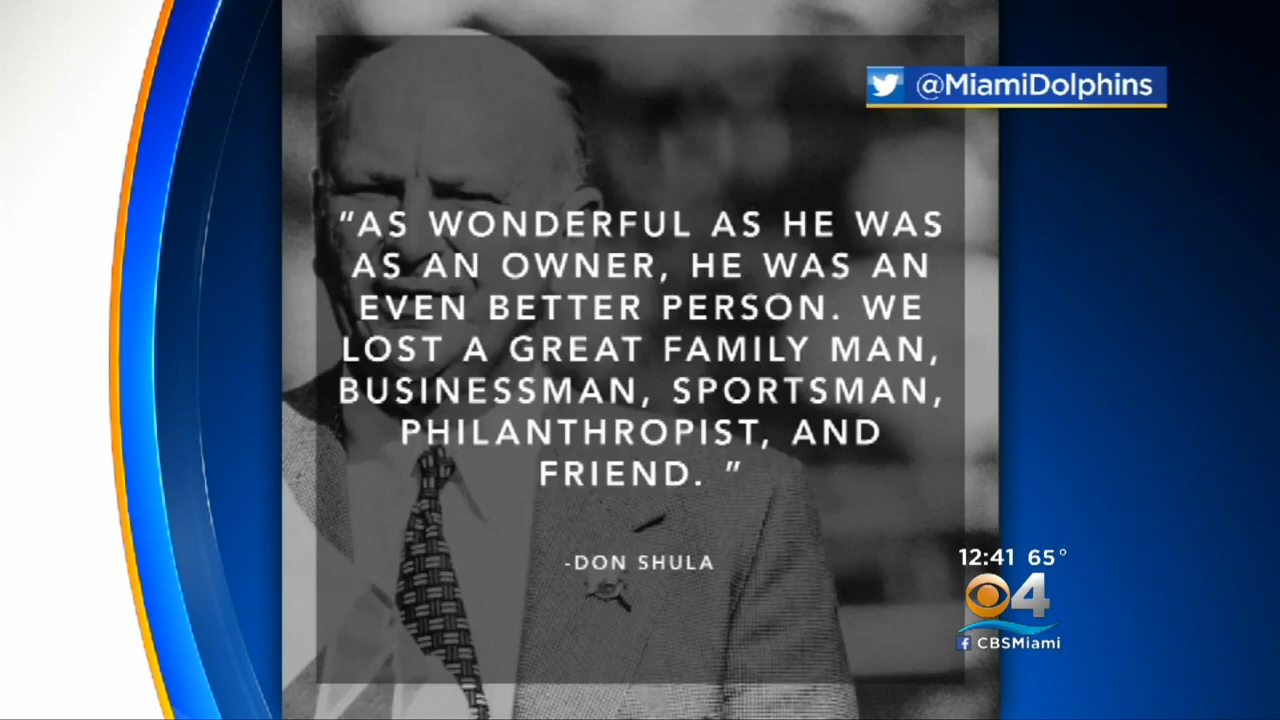 @MiamiDolphins
“AS WONDERFUL AS HE WAS
AS AN OWNER, HE WAS AN
EVEN BETTER PERSON. WE
LOST A GREAT FAMILY MAN,
BUSINESSMAN, SPORTSMAN,
PHILANTHROPIST, AND
FRIEND. ”
-DON SHULA
12:41 65°
4
f CBSMiami